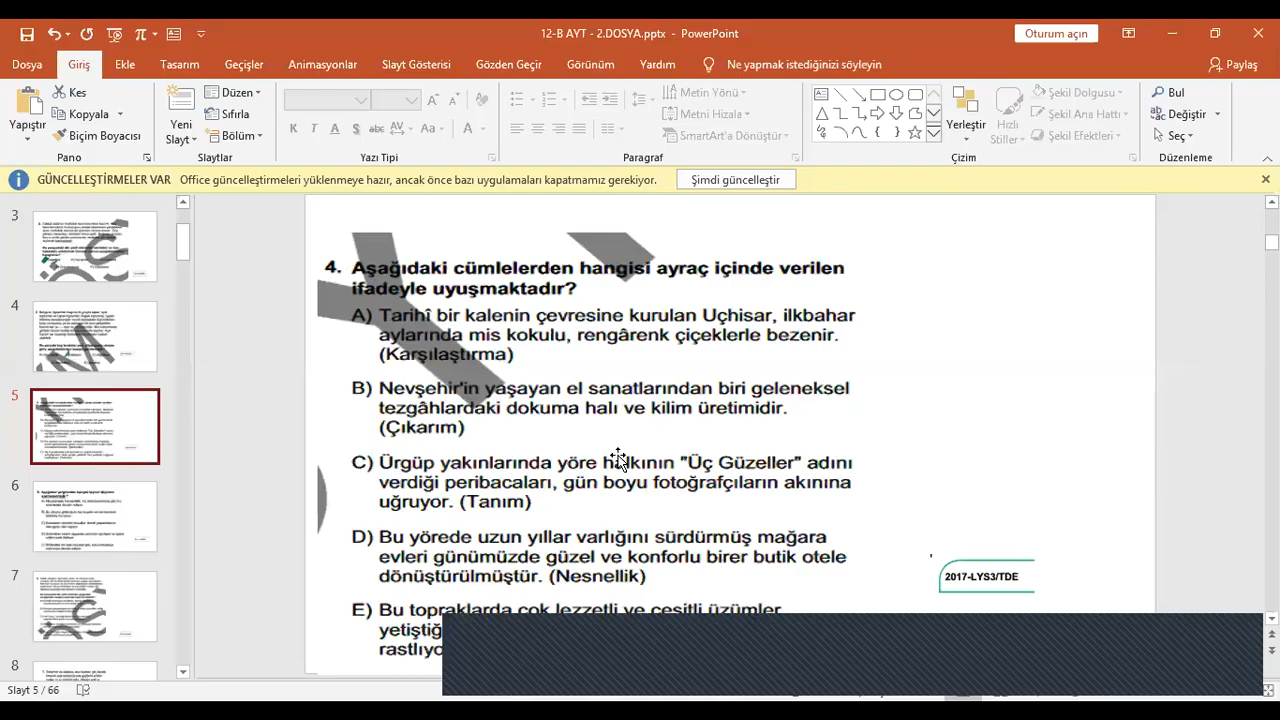 12-B AYT - 2.DOSYA.pptx - PowerPoint
Oturum açın
Dosya Giriş Ekle Tasarım Geçişler Animasyonlar Slayt Gösterisi Gözden Geçir Görünüm Yardım Ne yapmak istediğinizi söyleyin Paylaş
Yapıştır
Kes
Kopyala
Biçim Boyacısı
Pano
Yeni Slayt
Düzen
Sıfırla
Bölüm
Slaytlar
Yazı Tipi
Metin Yönü
Metni Hizala
SmartArt'a Dönüştür
Paragraf
Yerleştir
Hızlı Stiller
Şekil Dolgusu
Şekil Ana Hattı
Şekil Efektleri
Çizim
Bul
Değiştir
Seç
Düzenleme
GÜNCELLEŞTİRMELER VAR Office güncelleştirmeleri yüklenmeye hazır, ancak önce bazı uygulamaları kapatmamız gerekiyor. Şimdi güncelleştir
3
4
5
6
7
8
4. Aşağıdaki cümlelerden hangisi ayraç içinde verilen
ifadeyle uyuşmaktadır?
A) Tarihî bir kalenin çevresine kurulan Uçhisar, ilkbahar
aylarında mis kokulu, rengârenk çiçeklerle bezenir.
(Karşılaştırma)
B) Nevşehir'in yaşayan el sanatlarından biri geleneksel
tezgâhlardaki dokuma halı ve kilim üretimidir.
(Çıkarım)
C) Ürgüp yakınlarında yöre halkının "Üç Güzeller" adını
verdiği peribacaları, gün boyu fotoğrafçıların akınına
uğruyor. (Tanım)
D) Bu yörede uzun yıllar varlığını sürdürmüş mağara
evleri günümüzde güzel ve konforlu birer butik otele
dönüştürülmüştür. (Nesnellik)
E) Bu topraklarda çok lezzetli ve çeşitli üzümler
yetiştiğ
rastlıyo
2017-LYS3/TDE
Slayt 5 / 66